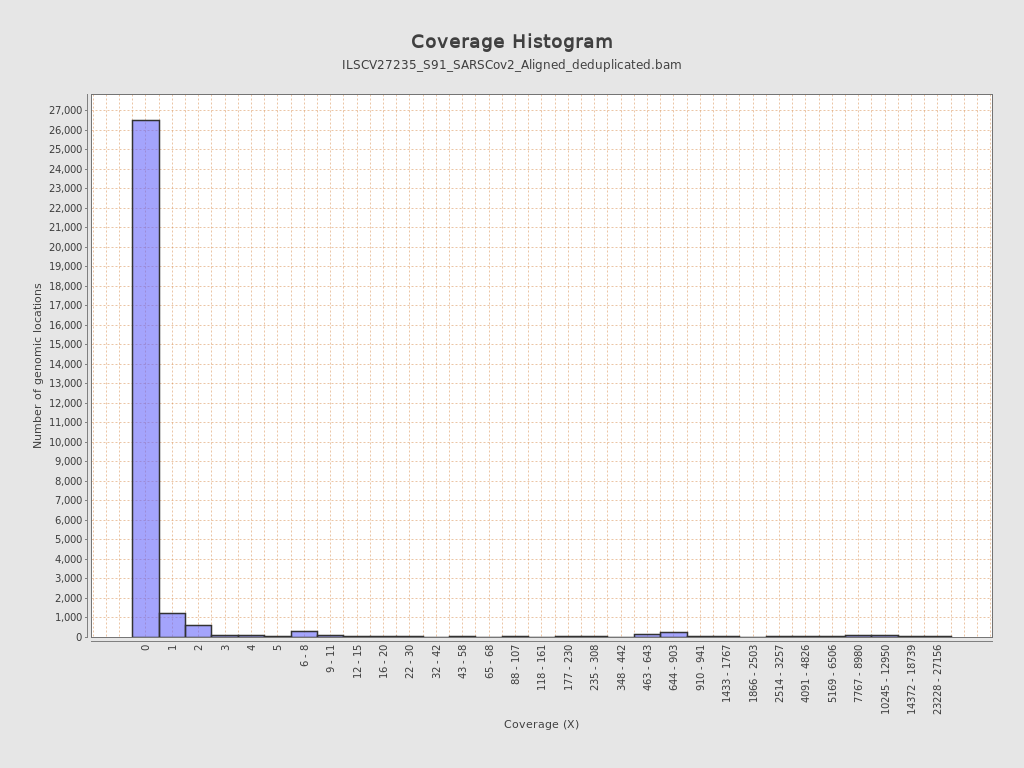 Coverage Histogram
ILSCV27235_S91_SARSCov2_Aligned_deduplicated.bam
27,000
26,000
25,000
24,000
23,000
22,000
21,000
20,000
19,000
18,000
17,000
16,000
15,000
14,000
13,000
12,000
11,000
10,000
9,000
8,000
7,000
6,000
5,000
4,000
3,000
2,000
1,000
0
Number of genomic locations
0
1
2
3
4
5
6 - 8
9 - 11
12 - 15
16 - 20
22 - 30
32 - 42
43 - 58
65 - 68
88 - 107
118 - 161
177 - 230
235 - 308
348 - 442
463 - 643
644 - 903
910 - 941
1433 - 1767
1866 - 2503
2514 - 3257
4091 - 4826
5169 - 6506
7767 - 8980
10245 - 12950
14372 - 18739
23228 - 27156
Coverage (X)